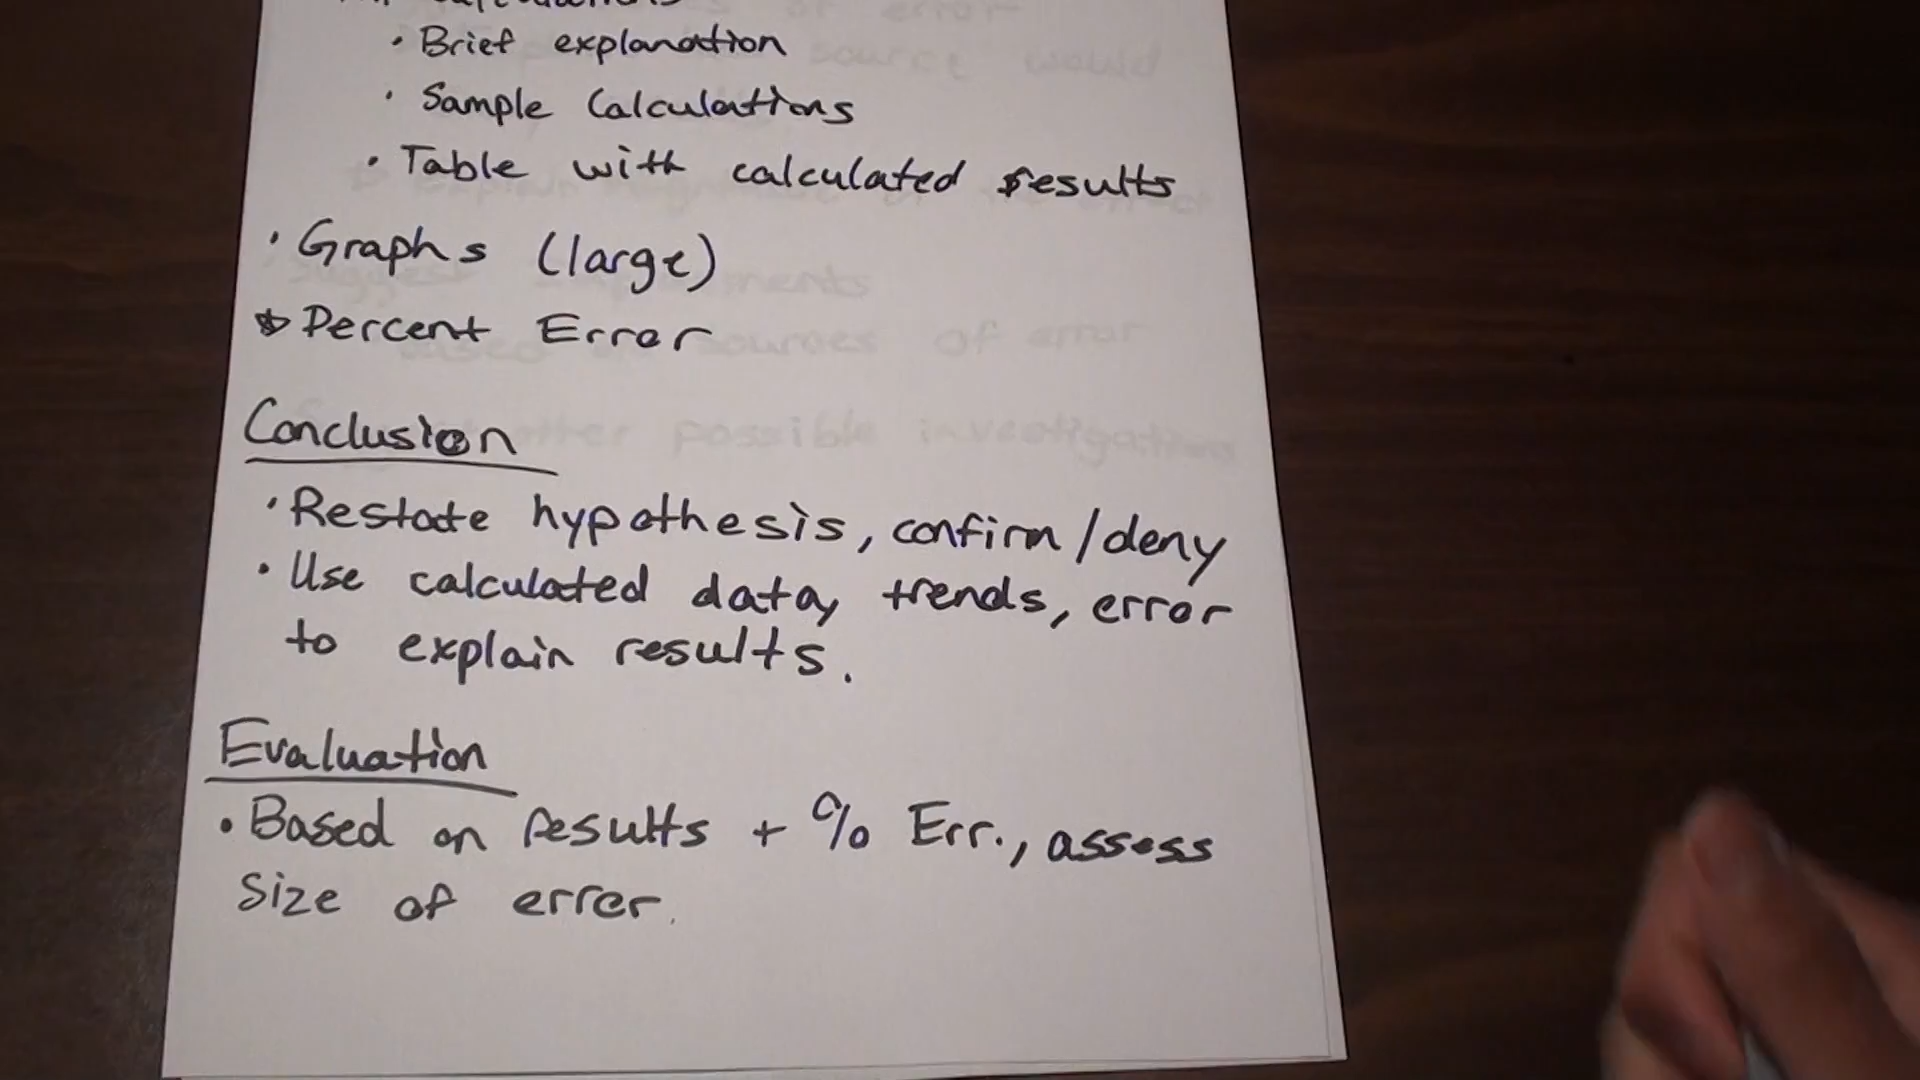 • Brief explanation
• Sample Calculations
• Table with calculated results
• Graphs (large)
Percent Error
Conclusion
• Restate hypothesis, confirm/deny
• Use calculated data, trends, error
to explain results.
Evaluation
• Based on results + % Err., assess
size of error.